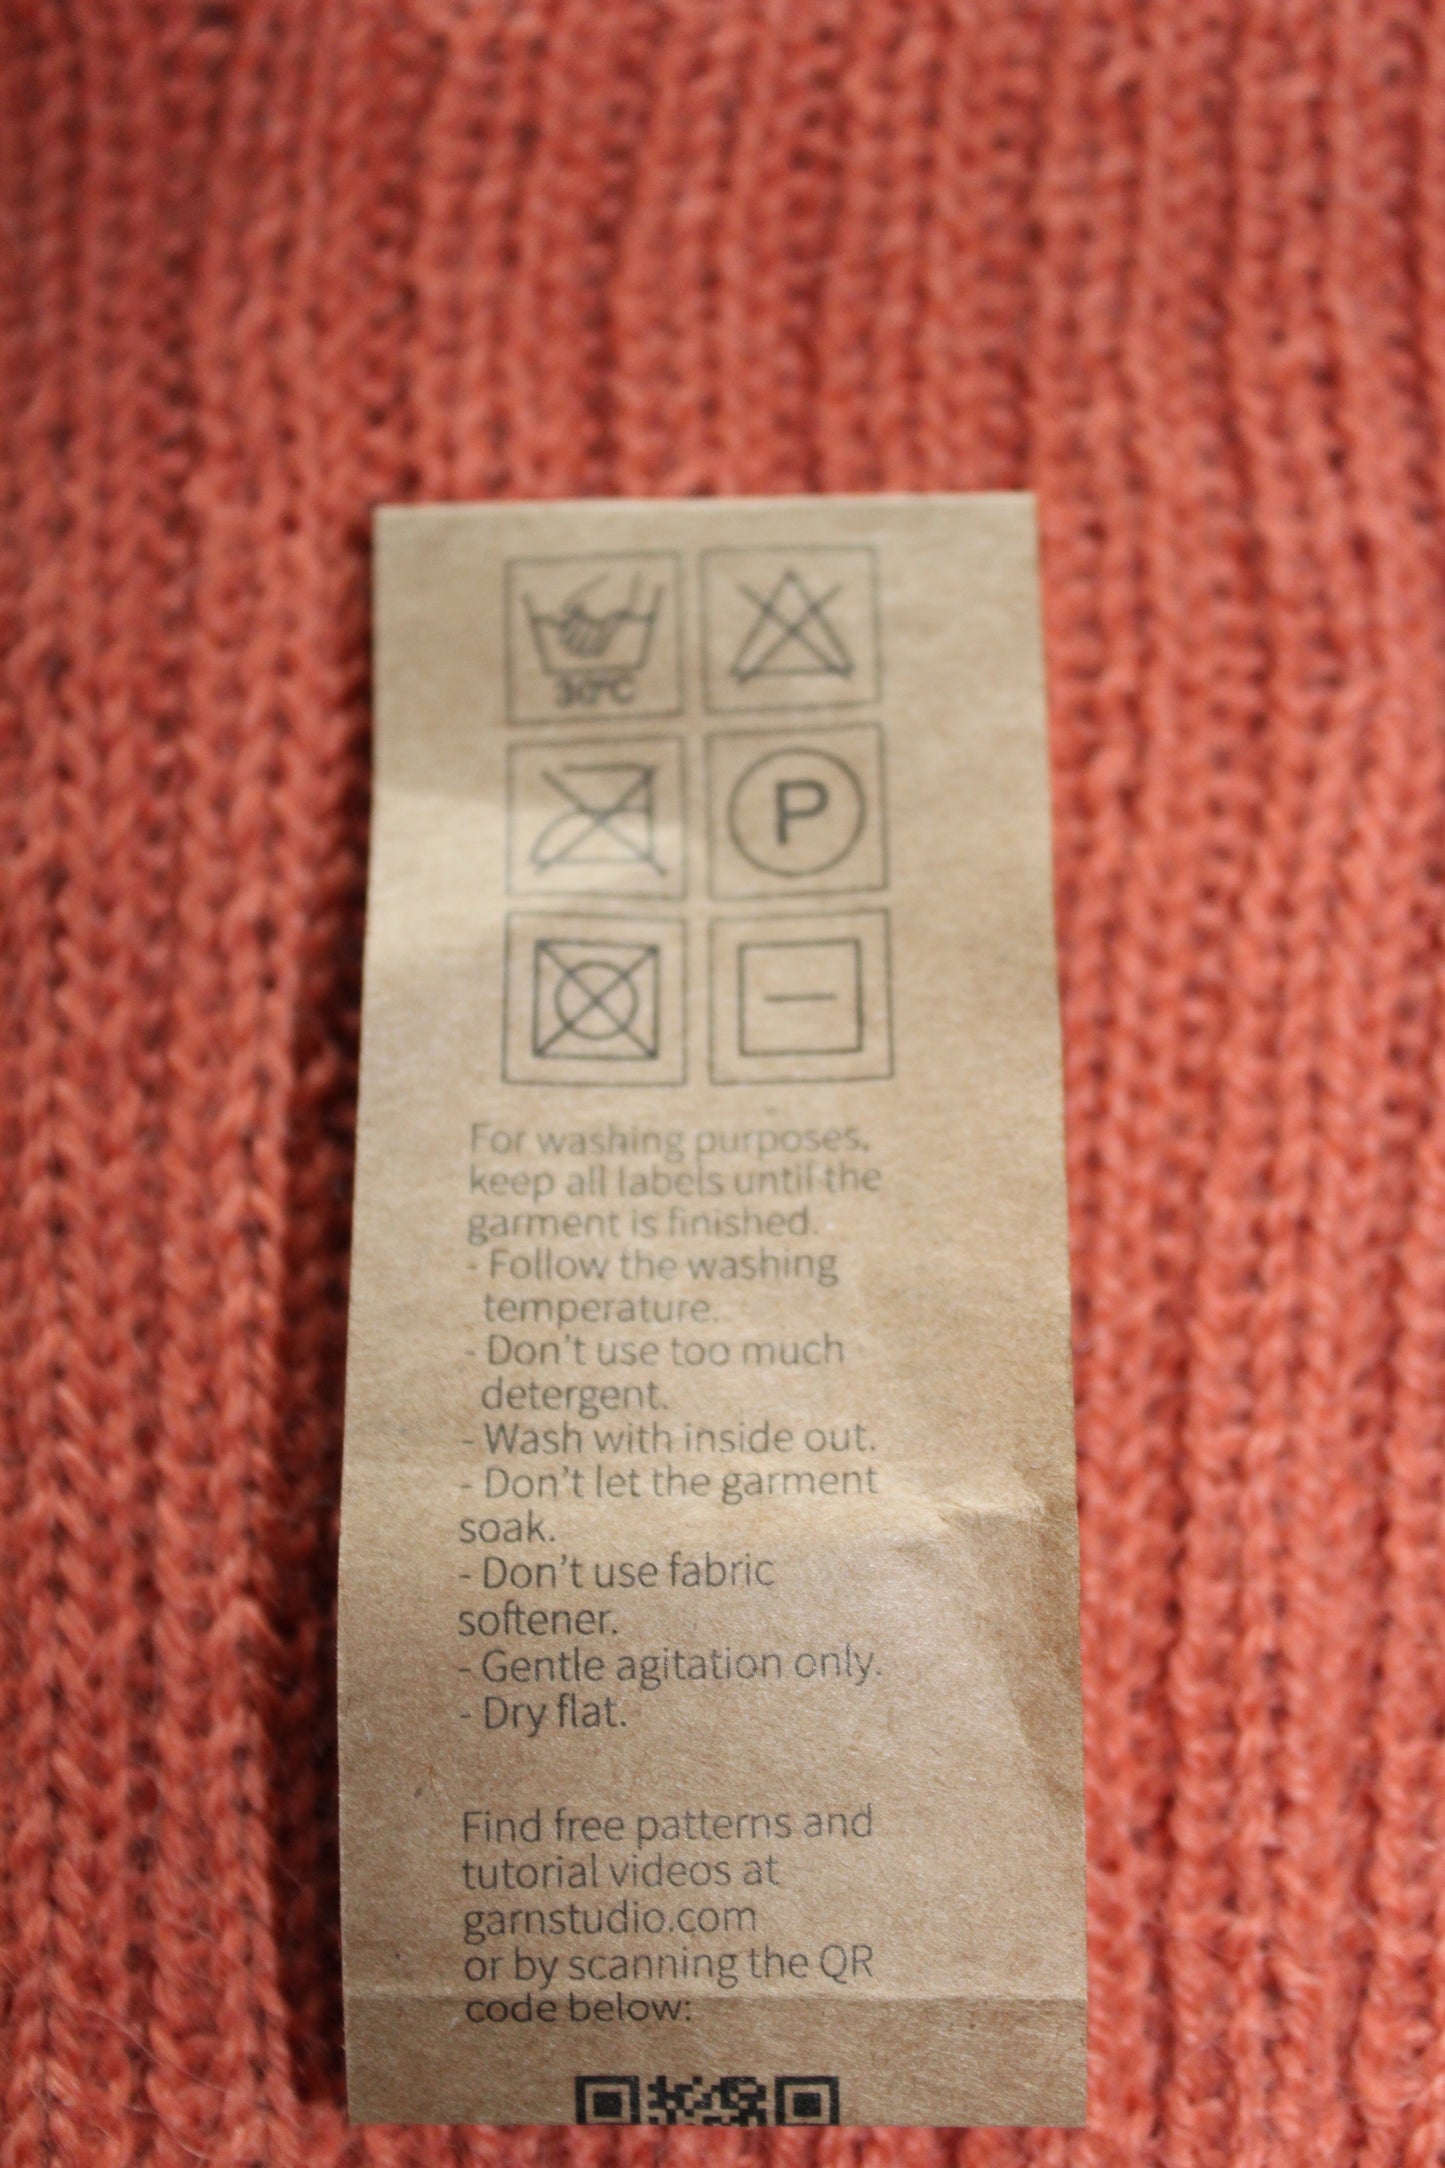 30°C
P
For washing purposes,
keep all labels until the
garment is finished.
- Follow the washing
temperature.
- Don't use too much
detergent.
- Wash with inside out.
- Don't let the garment
soak.
- Don't use fabric
softener.
- Gentle agitation only.
- Dry flat.
Find free patterns and
tutorial videos at
garnstudio.com
or by scanning the QR
code below: